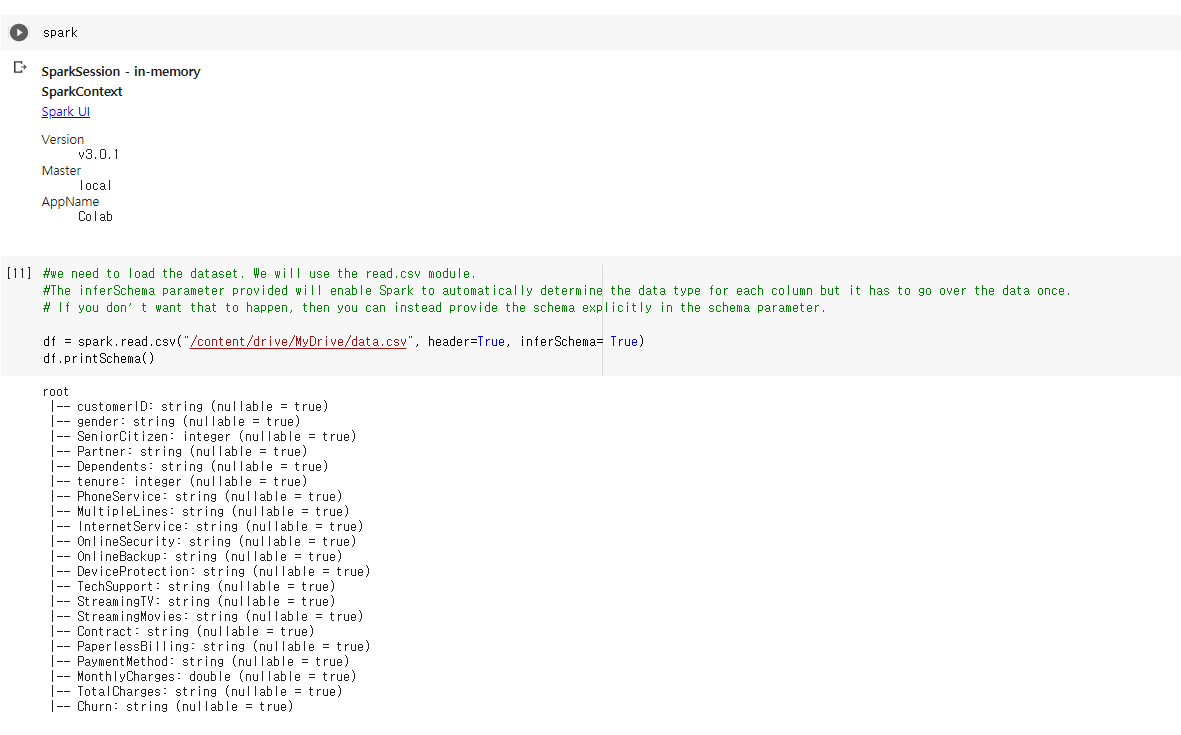 spark
SparkSession - in-memory
SparkContext
Spark UI
Version
v3.0.1
Master
local
AppName
Colab
[11] #we need to load the dataset. We will use the read.csv module.
#The inferSchema parameter provided will enable Spark to automatically determine the data type for each column but it has to go over the data once.
# If you don’t want that to happen, then you can instead provide the schema explicitly in the schema parameter.
df = spark.read.csv("/content/drive/MyDrive/data.csv", header=True, inferSchema= True)
df.printSchema()
root
|-- customerID: string (nullable = true)
|-- gender: string (nullable = true)
|-- SeniorCitizen: integer (nullable = true)
|-- Partner: string (nullable = true)
|-- Dependents: string (nullable = true)
|-- tenure: integer (nullable = true)
|-- PhoneService: string (nullable = true)
|-- MultipleLines: string (nullable = true)
|-- InternetService: string (nullable = true)
|-- OnlineSecurity: string (nullable = true)
|-- OnlineBackup: string (nullable = true)
|-- DeviceProtection: string (nullable = true)
|-- TechSupport: string (nullable = true)
|-- StreamingTV: string (nullable = true)
|-- StreamingMovies: string (nullable = true)
|-- Contract: string (nullable = true)
|-- PaperlessBilling: string (nullable = true)
|-- PaymentMethod: string (nullable = true)
|-- MonthlyCharges: double (nullable = true)
|-- TotalCharges: string (nullable = true)
|-- Churn: string (nullable = true)